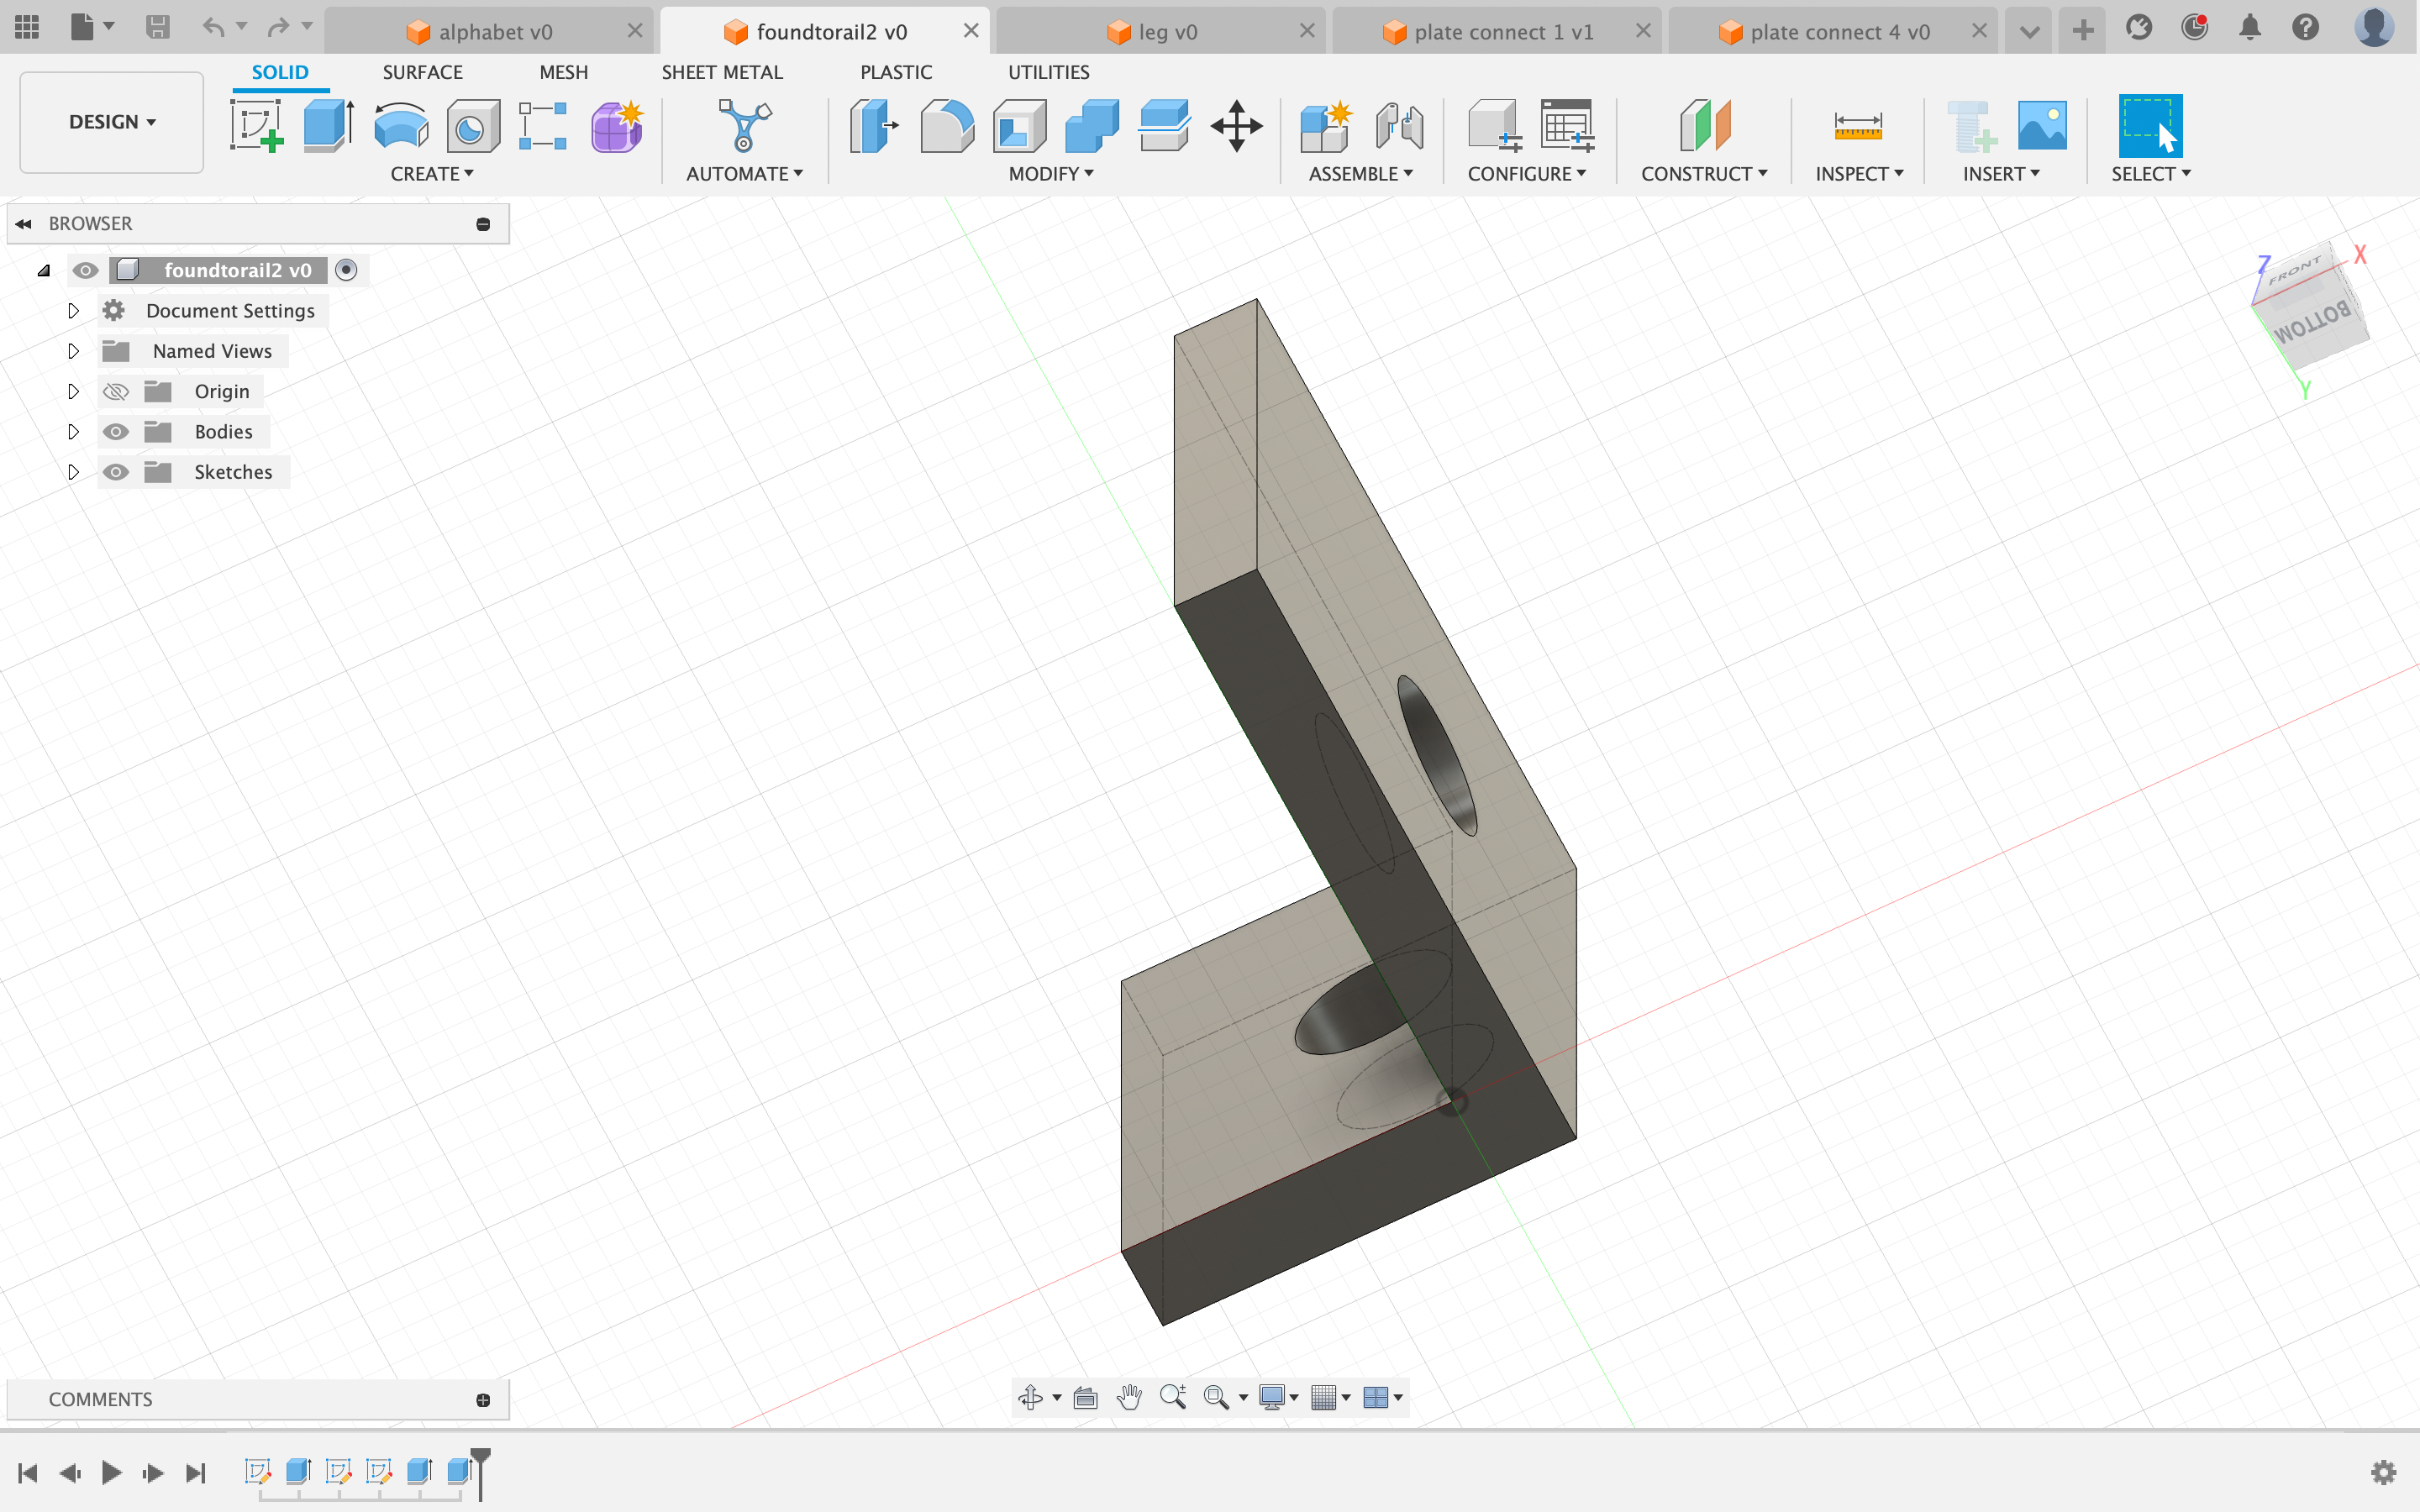 alphabet v0
foundtorail2 v0
leg v0
plate connect 1 v1
plate connect 4 v0
DESIGN
SOLID
SURFACE
MESH
SHEET METAL
PLASTIC
UTILITIES
CREATE
AUTOMATE
MODIFY
ASSEMBLE
CONFIGURE
CONSTRUCT
INSPECT
INSERT
SELECT
BROWSER
foundtorail2 v0
Document Settings
Named Views
Origin
Bodies
Sketches
Z
X
FRONT
BOTTOM
Y
COMMENTS